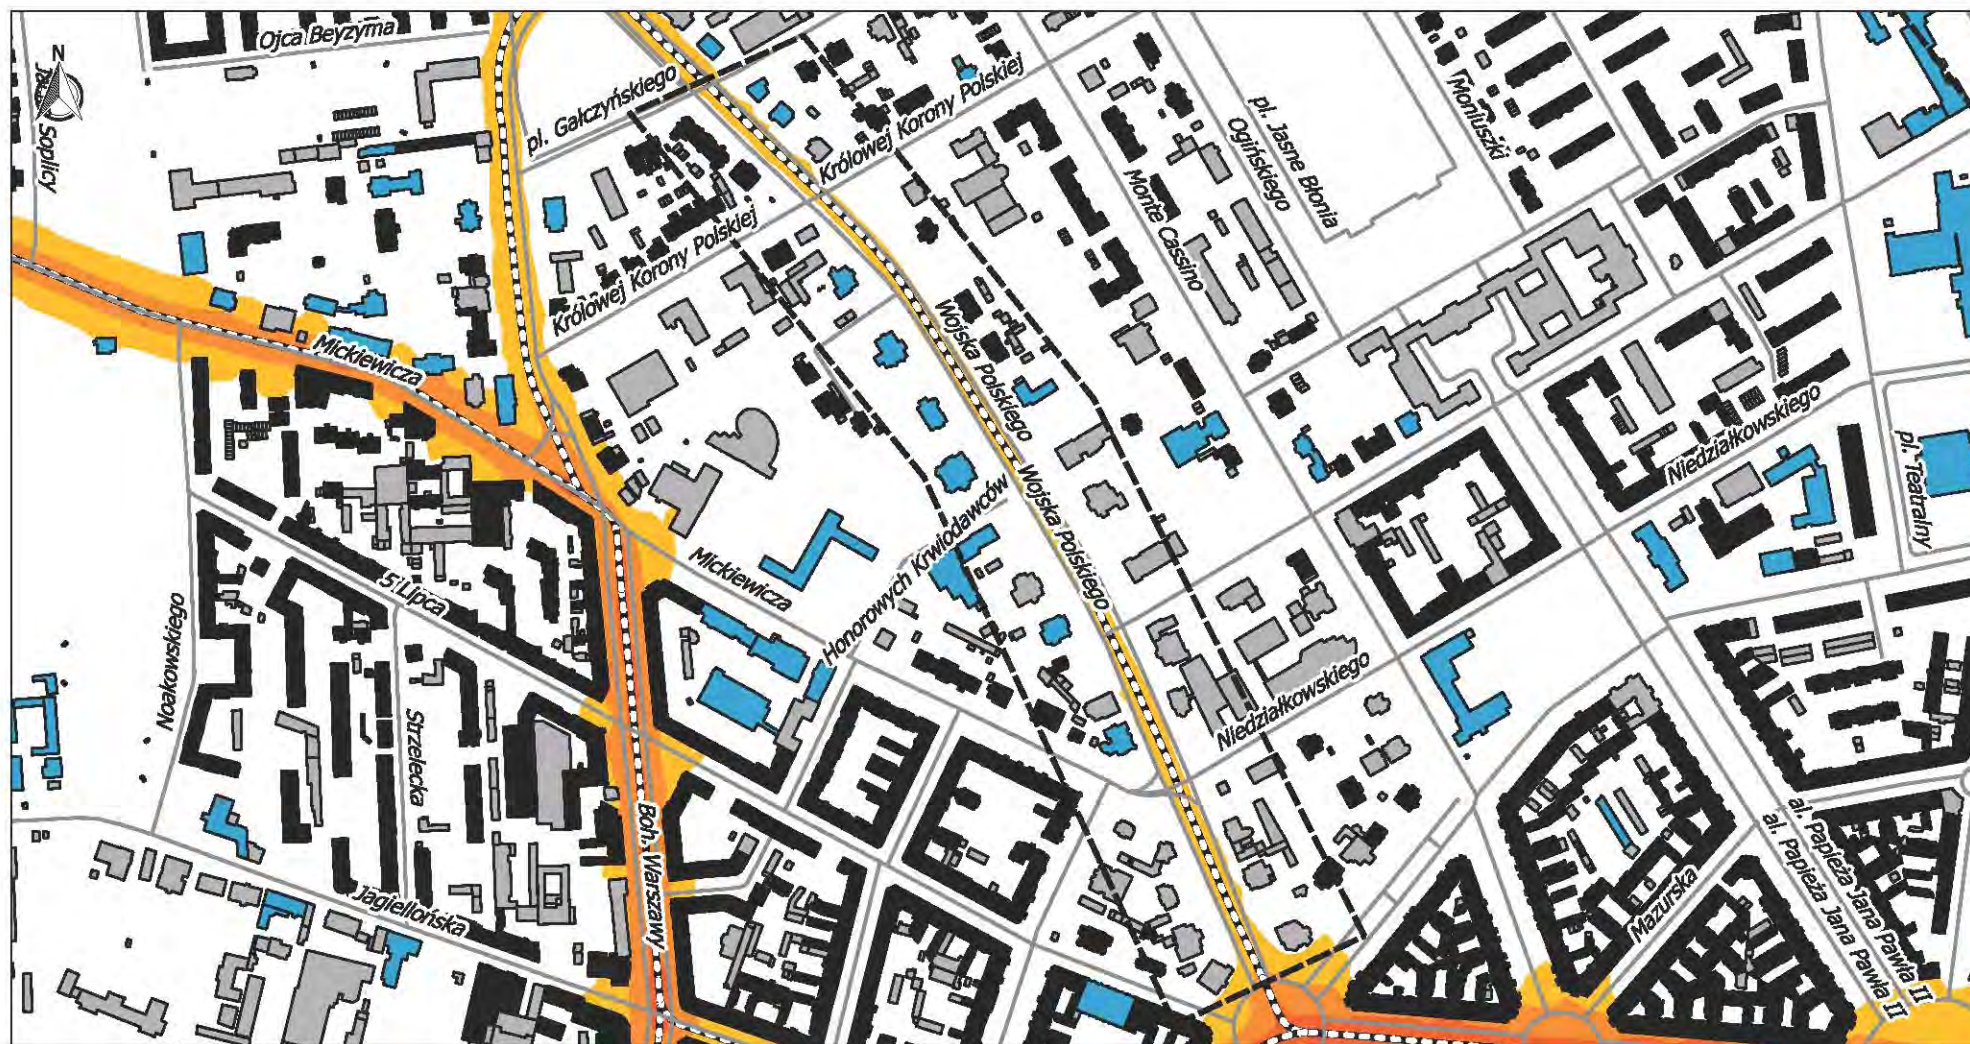 Ojca Beyzyma
N
Soplicy
pl. Gałczyńskiego
Królowej Korony Polskiej
Moniuszki
pl. Jasne Błonia
Ogińskiego
Monte Cassino
Królowej Korony Polskiej
Mickiewicza
Wojska Polskiego
Niedziałkowskiego
pl. Teatralny
Wojska Polskiego
Honorowych Krwiodawców
Mickiewicza
5 Lipca
Noakowskiego
Strzelecka
Niedziałkowskiego
Boh. Warszawy
Jagiellońska
Mazurska
al. Papieża Jana Pawła II
al. Papieża Jana Pawła II